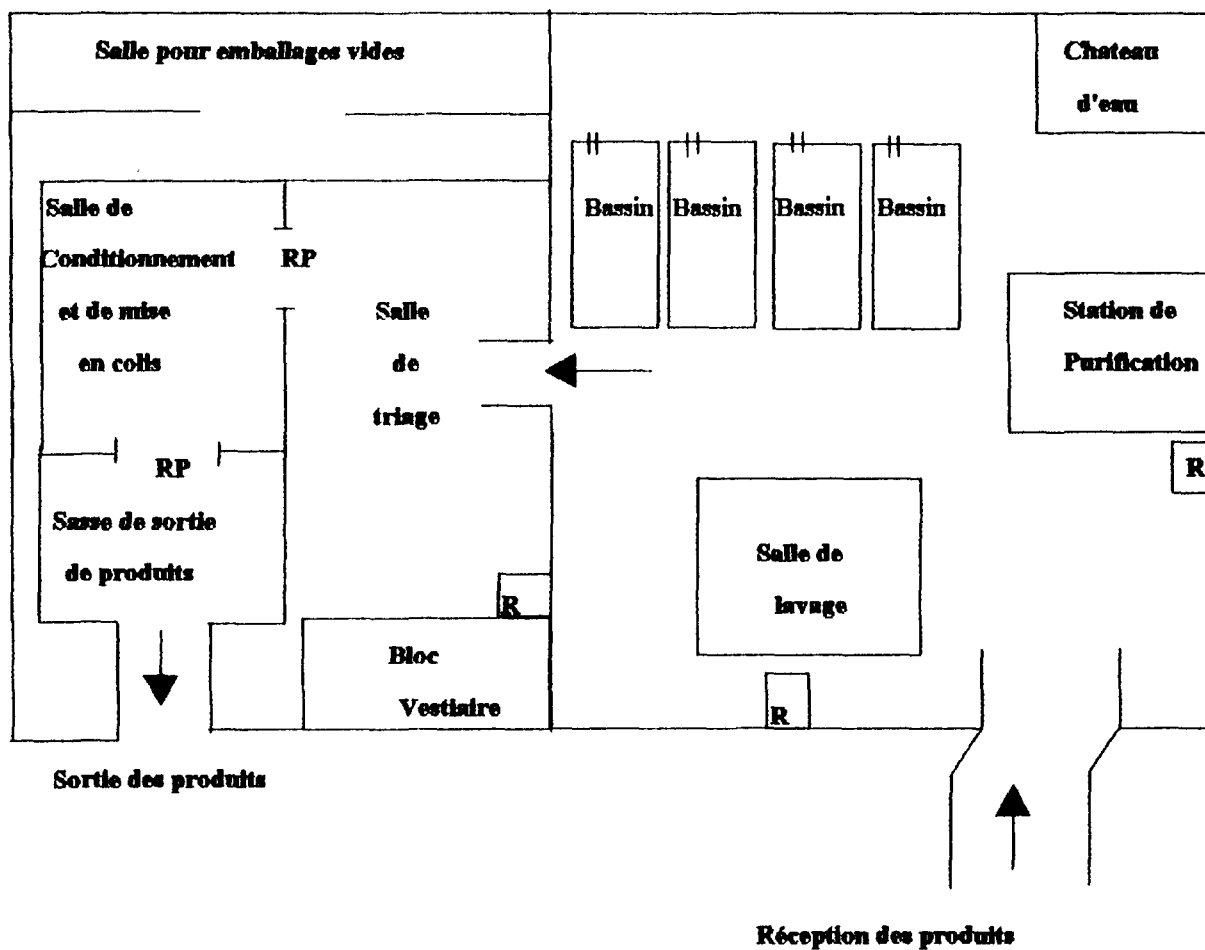 Salle pour emballages vides
Chateau
d'eau
Salle de
Conditionnement
et de mise
en colis
RP
Salle
de
triage
Bassin
Bassin
Bassin
Bassin
Station de
Purification
R
RP
Sasse de sortie
de produits
R
Salle de
lavage
Bloc
Vestiaire
R
Sortie des produits
Réception des produits